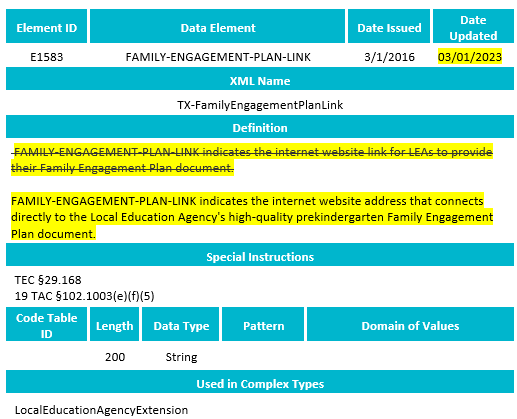 Element ID Data Element Date Issued Date Updated
E1583 FAMILY-ENGAGEMENT-PLAN-LINK 3/1/2016 03/01/2023
XML Name
TX-FamilyEngagementPlanLink
Definition
FAMILY-ENGAGEMENT-PLAN-LINK indicates the internet website link for LEAs to provide
their Family Engagement Plan document.
FAMILY-ENGAGEMENT-PLAN-LINK indicates the internet website address that connects
directly to the Local Education Agency's high-quality prekindergarten Family Engagement
Plan document.
Special Instructions
TEC §29.168
19 TAC §102.1003(e)(f)(5)
Code Table ID Length Data Type Pattern Domain of Values
200 String
Used in Complex Types
LocalEducationAgencyExtension